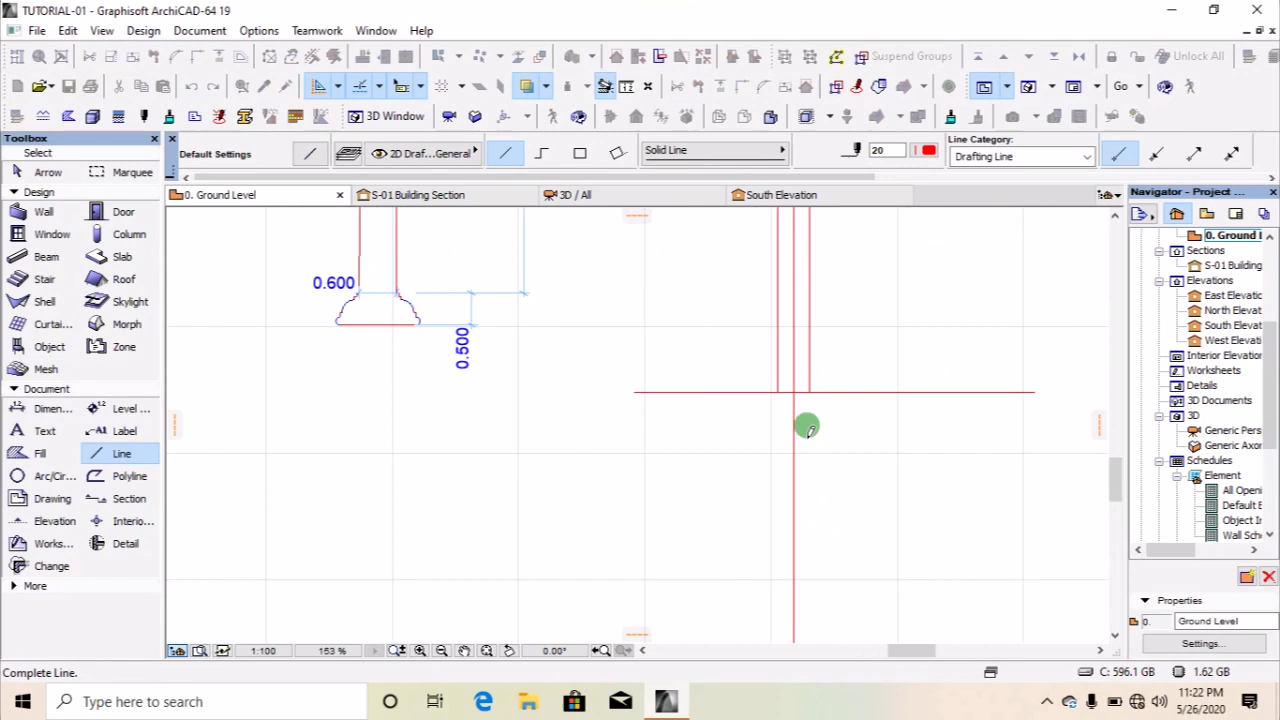 TUTORIAL-01 - Graphisoft ArchiCAD-64 19
File Edit View Design Document Options Teamwork Window Help
Suspend Groups
Unlock All
Go
3D Window
Toolbox
Select
Arrow
Marquee
Design
Wall
Door
Window
Column
Beam
Slab
Stair
Roof
Shell
Skylight
Curtai...
Morph
Object
Zone
Mesh
Document
Dimen...
Level ...
Text
Label
Fill
Line
Arc/Cir...
Polyline
Drawing
Section
Elevation
Interio...
Works...
Detail
Change
More
Default Settings
2D Draf...General
Solid Line
20
Line Category:
Drafting Line
0. Ground Level
S-01 Building Section
3D / All
South Elevation
0.600
0.500
Navigator - Project ...
0. Ground l
Sections
S-01 Building
Elevations
East Elevatio
North Elevat
South Elevat
West Elevati
Interior Elevation
Worksheets
Details
3D Documents
3D
Generic Pers
Generic Axor
Schedules
Element
All Openi
Default E
Object In
Wall Sch
Properties
0.
Ground Level
Settings...
1:100
153 %
0.00°
Complete Line.
C: 596.1 GB
1.62 GB
Type here to search
11:22 PM
5/26/2020